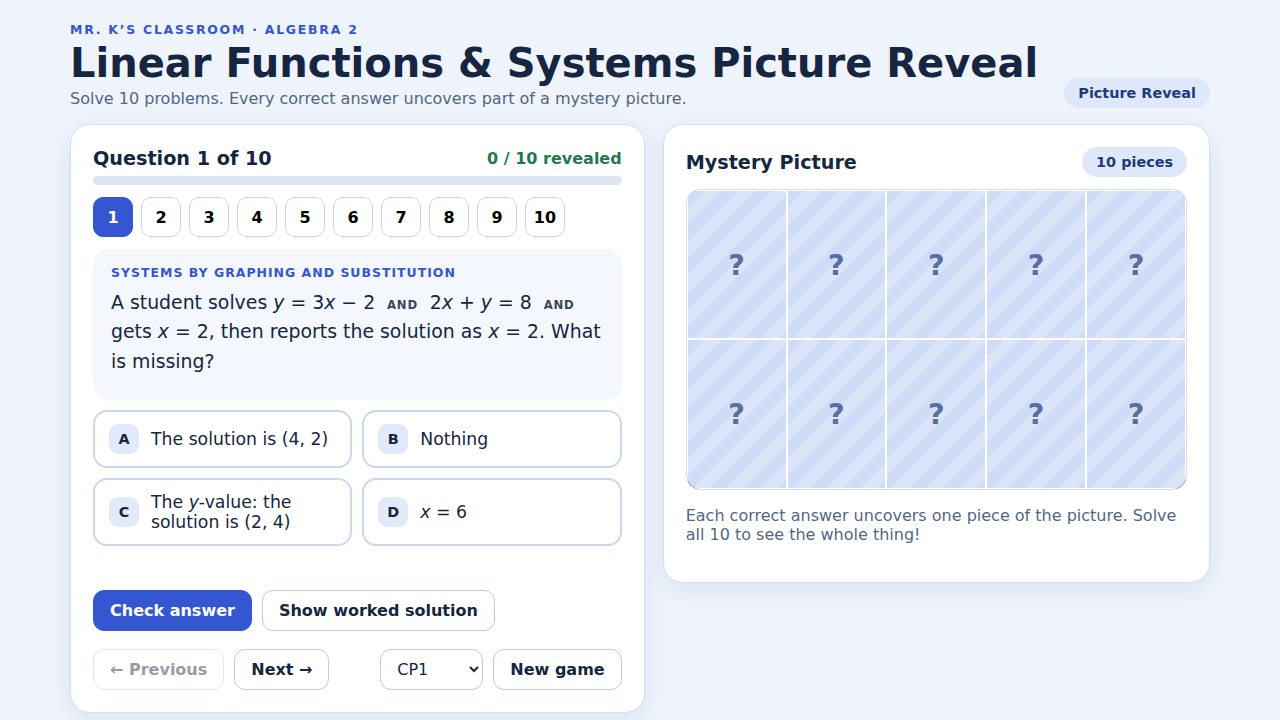 MR. K’S CLASSROOM · ALGEBRA 2
Linear Functions & Systems Picture Reveal
Solve 10 problems. Every correct answer uncovers part of a mystery picture.
Picture Reveal
Question 1 of 10
0 / 10 revealed
1 2 3 4 5 6 7 8 9 10
SYSTEMS BY GRAPHING AND SUBSTITUTION
A student solves y = 3x − 2 AND 2x + y = 8 AND
gets x = 2, then reports the solution as x = 2. What
is missing?
A The solution is (4, 2)
B Nothing
C The y-value: the
solution is (2, 4)
D x = 6
Check answer
Show worked solution
← Previous
Next →
CP1
New game
Mystery Picture
10 pieces
? ? ? ? ?
? ? ? ? ?
Each correct answer uncovers one piece of the picture. Solve
all 10 to see the whole thing!